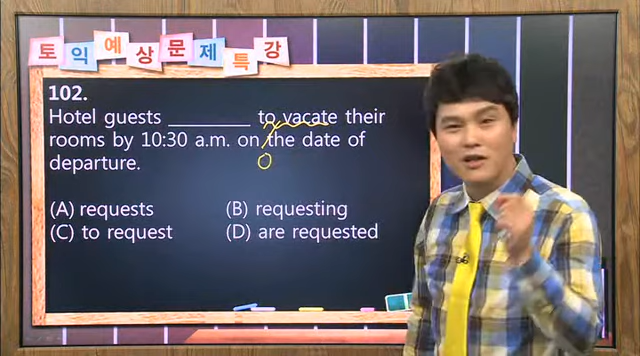 토익예상문제특강
102.
Hotel guests __________ to vacate their
rooms by 10:30 a.m. on the date of
departure.
(A) requests (B) requesting
(C) to request (D) are requested